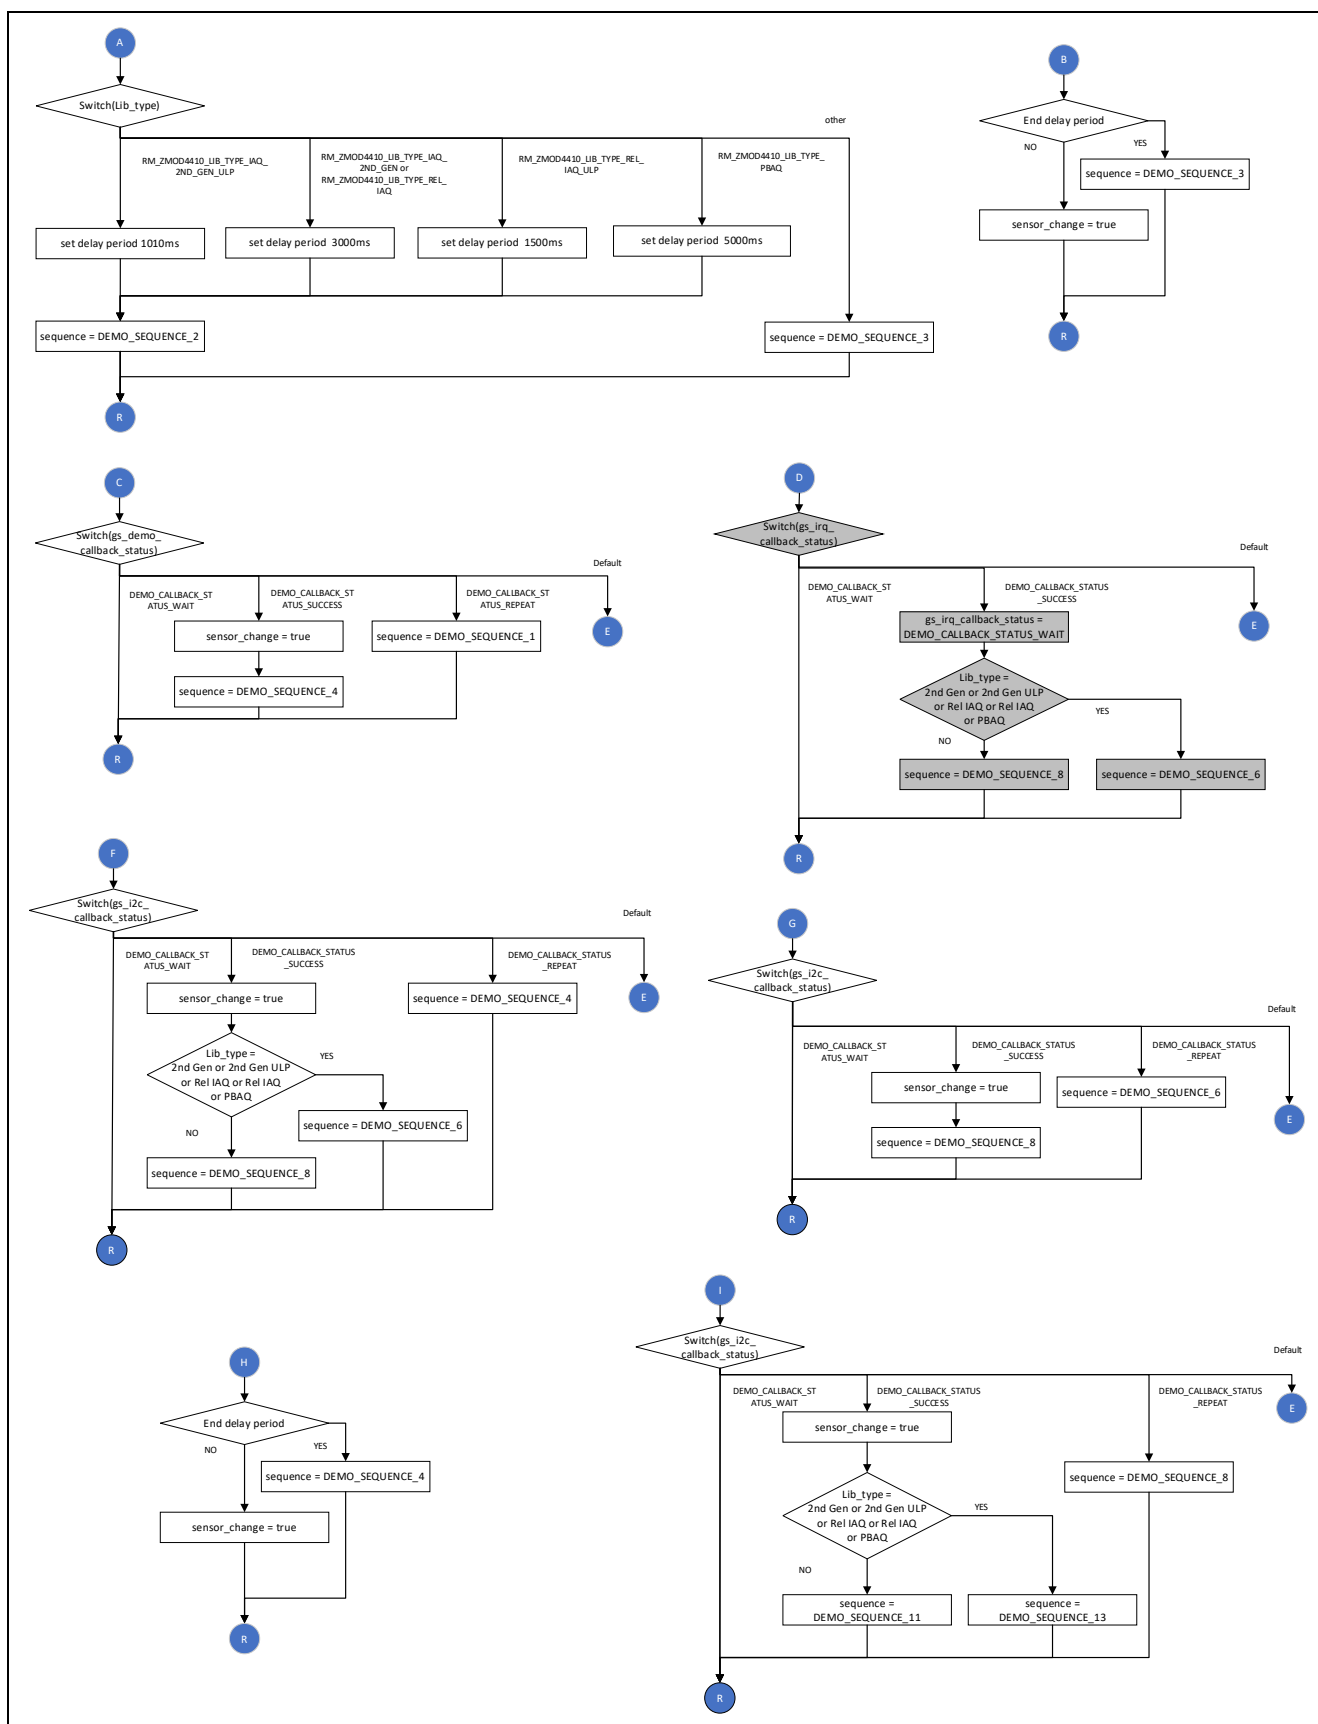 A
Switch(Lib_type)
other
RM_ZMOD4410_LIB_TYPE_IAQ_
2ND_GEN_ULP
RM_ZMOD4410_LIB_TYPE_IAQ_
2ND_GEN or
RM_ZMOD4410_LIB_TYPE_REL_
IAQ
RM_ZMOD4410_LIB_TYPE_REL_
IAQ_ULP
RM_ZMOD4410_LIB_TYPE_
PBAQ
set delay period 1010ms
set delay period 3000ms
set delay period 1500ms
set delay period 5000ms
sequence = DEMO_SEQUENCE_2
sequence = DEMO_SEQUENCE_3
R
B
End delay period
NO
YES
sequence = DEMO_SEQUENCE_3
sensor_change = true
R
C
Switch(gs_demo_
callback_status)
Default
DEMO_CALLBACK_ST
ATUS_WAIT
DEMO_CALLBACK_ST
ATUS_SUCCESS
DEMO_CALLBACK_ST
ATUS_REPEAT
sensor_change = true
sequence = DEMO_SEQUENCE_1
E
sequence = DEMO_SEQUENCE_4
R
D
Switch(gs_irq_
callback_status)
Default
DEMO_CALLBACK_ST
ATUS_WAIT
DEMO_CALLBACK_STATUS
_SUCCESS
gs_irq_callback_status =
DEMO_CALLBACK_STATUS_WAIT
E
Lib_type =
2nd Gen or 2nd Gen ULP
or Rel IAQ or Rel IAQ
or PBAQ
YES
NO
sequence = DEMO_SEQUENCE_8
sequence = DEMO_SEQUENCE_6
R
F
Switch(gs_i2c_
callback_status)
Default
DEMO_CALLBACK_ST
ATUS_WAIT
DEMO_CALLBACK_STATUS
_SUCCESS
DEMO_CALLBACK_STATUS
_REPEAT
sensor_change = true
sequence = DEMO_SEQUENCE_4
E
Lib_type =
2nd Gen or 2nd Gen ULP
or Rel IAQ or Rel IAQ
or PBAQ
YES
NO
sequence = DEMO_SEQUENCE_6
sequence = DEMO_SEQUENCE_8
R
G
Switch(gs_i2c_
callback_status)
Default
DEMO_CALLBACK_ST
ATUS_WAIT
DEMO_CALLBACK_STATUS
_SUCCESS
DEMO_CALLBACK_STATUS
_REPEAT
sensor_change = true
sequence = DEMO_SEQUENCE_6
E
sequence = DEMO_SEQUENCE_8
R
H
End delay period
NO
YES
sequence = DEMO_SEQUENCE_4
sensor_change = true
R
I
Switch(gs_i2c_
callback_status)
Default
DEMO_CALLBACK_ST
ATUS_WAIT
DEMO_CALLBACK_STATUS
_SUCCESS
DEMO_CALLBACK_STATUS
_REPEAT
E
sensor_change = true
sequence = DEMO_SEQUENCE_8
Lib_type =
2nd Gen or 2nd Gen ULP
or Rel IAQ or Rel IAQ
or PBAQ
YES
NO
sequence =
DEMO_SEQUENCE_11
sequence =
DEMO_SEQUENCE_13
R